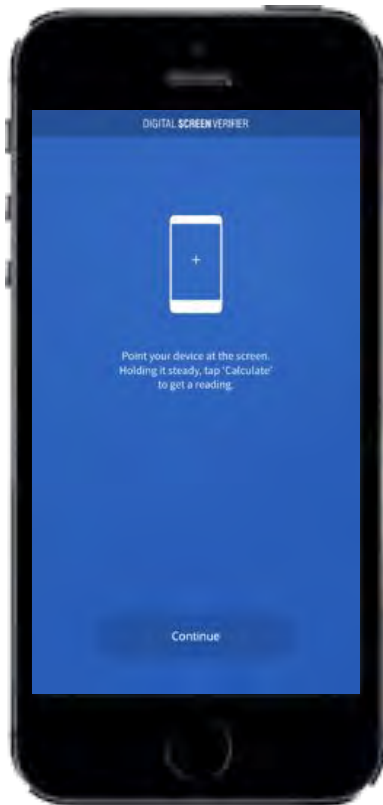 DIGITAL SCREEN VERIFIER
Point your device at the screen.
Holding it steady, tap 'Calculate'
to get a reading.
Continue